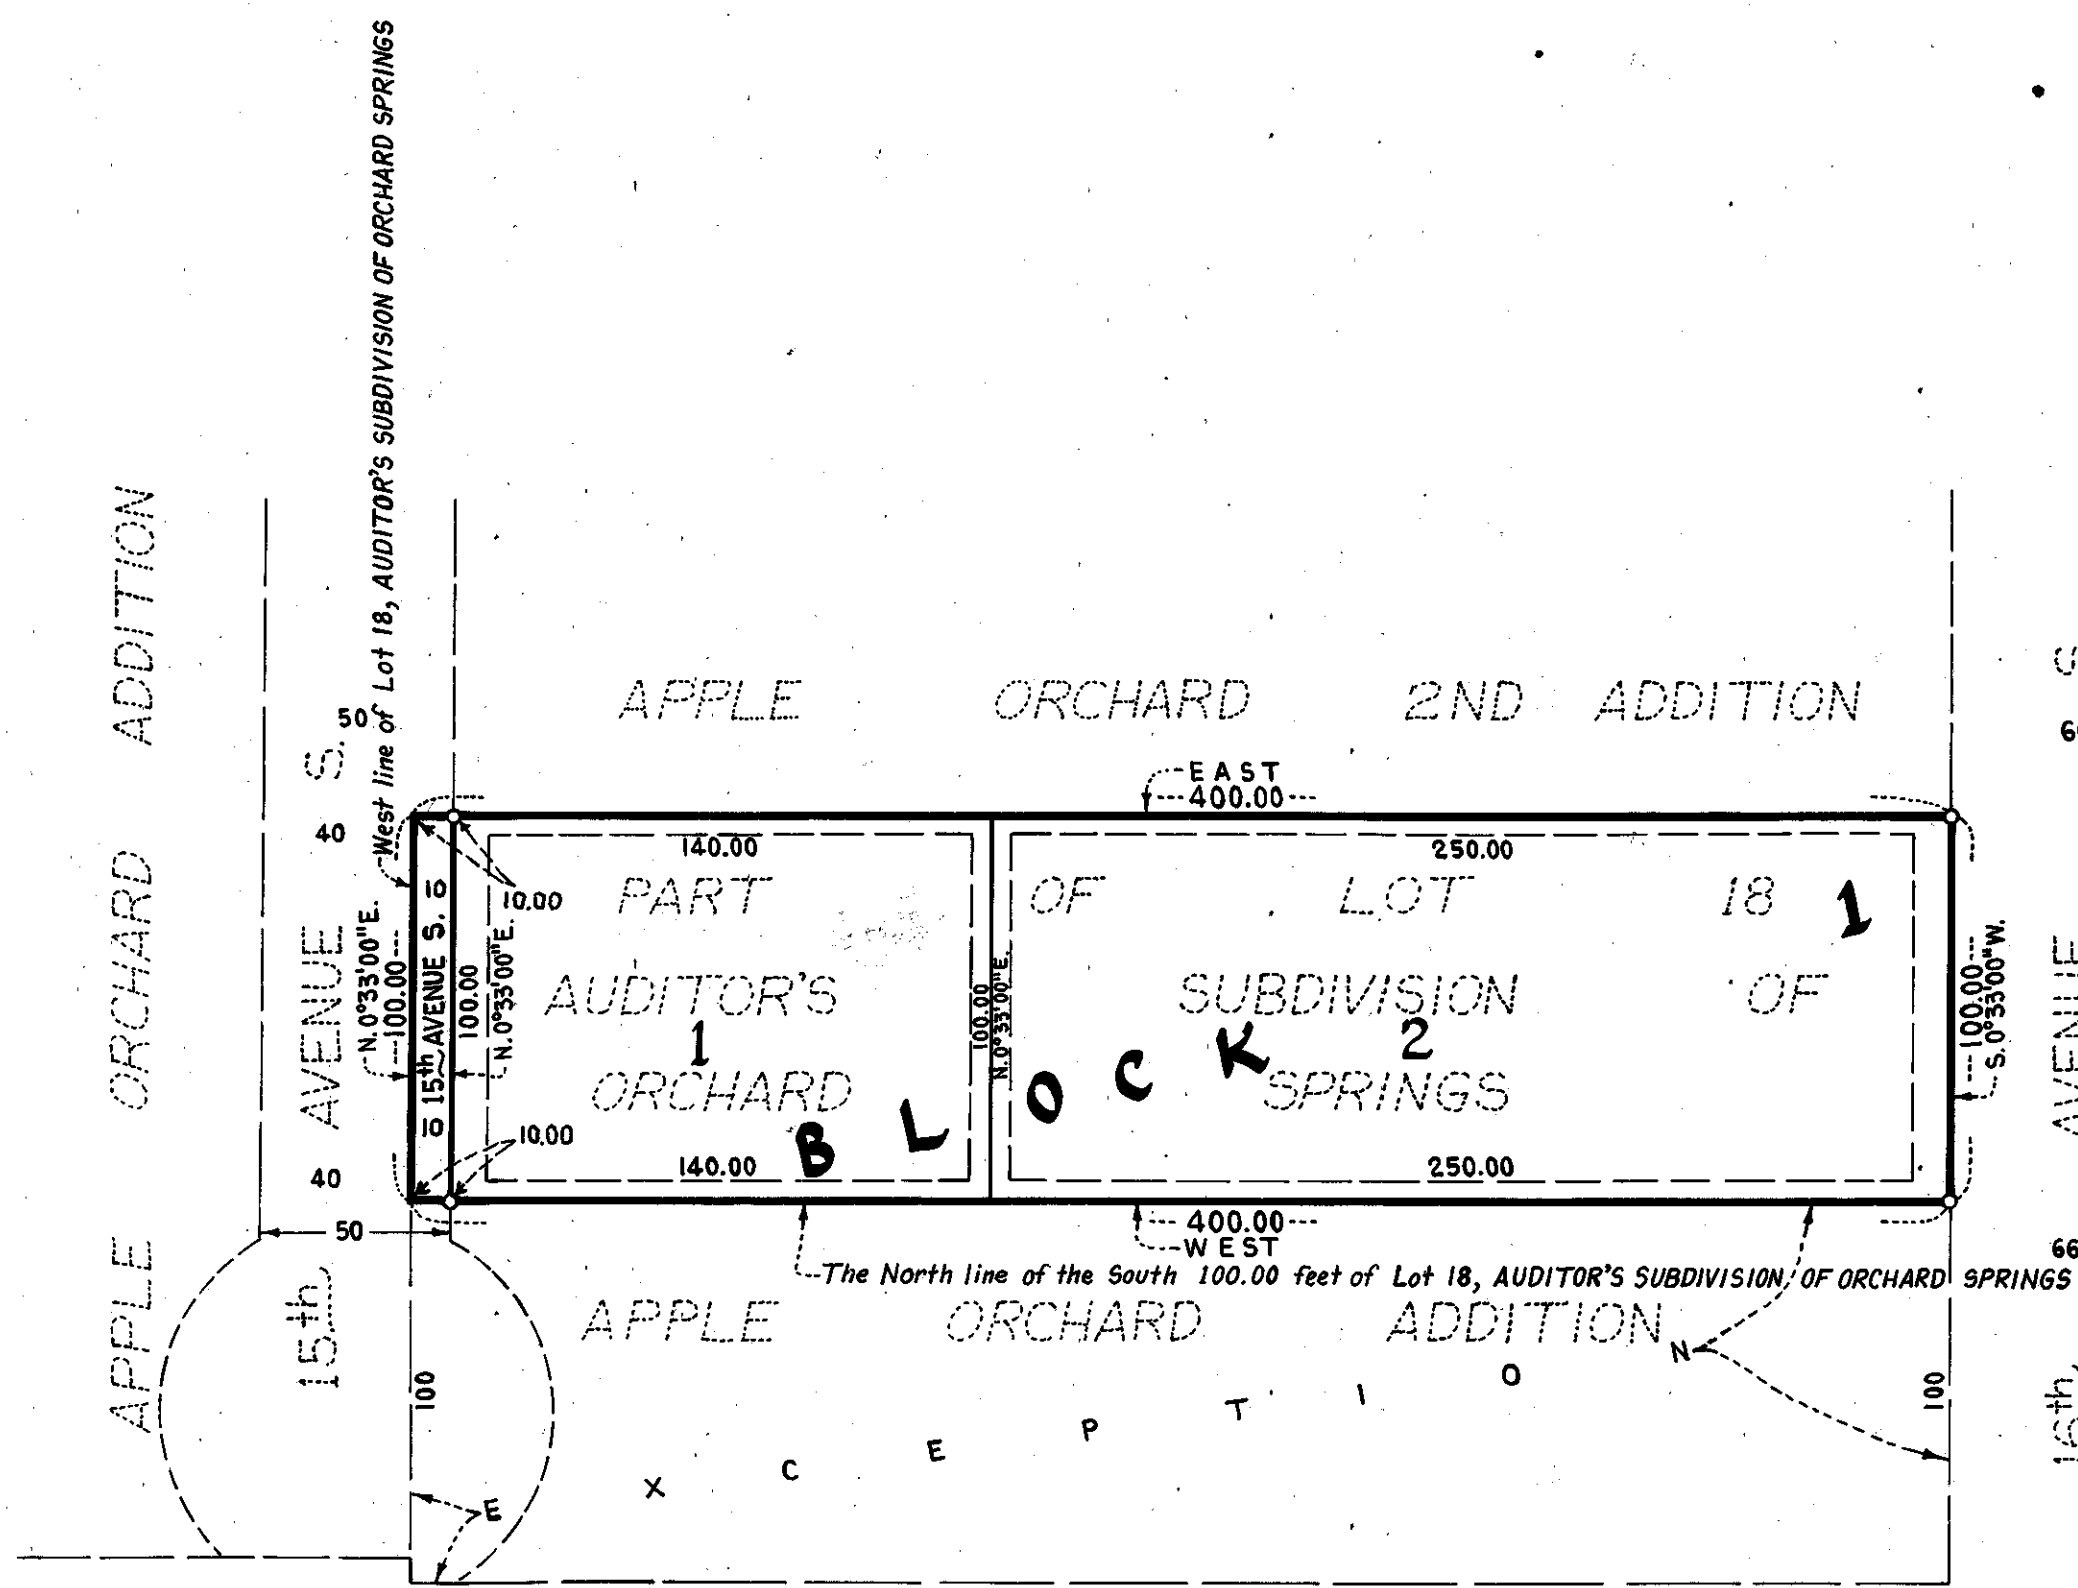 West line of Lot 18, AUDITOR'S SUBDIVISION OF ORCHARD SPRINGS
APPLE ORCHARD ADDITION
15th AVENUE S.
50
40
40
50
APPLE ORCHARD 2ND ADDITION
EAST
400.00
140.00
250.00
10.00
N.0°33'00"E.
100.00
10 15th AVENUE S. 10
100.00
N.0°33'00"E.
PART OF LOT 18
AUDITOR'S SUBDIVISION OF
ORCHARD SPRINGS
1
2
BLOCK 1
100.00
N.0°33'00"E.
100.00
S.0°33'00"W.
10.00
140.00
250.00
400.00
WEST
The North line of the South 100.00 feet of Lot 18, AUDITOR'S SUBDIVISION OF ORCHARD SPRINGS
APPLE ORCHARD ADDITION
EXCEPTION
100
100
66
16th AVENUE